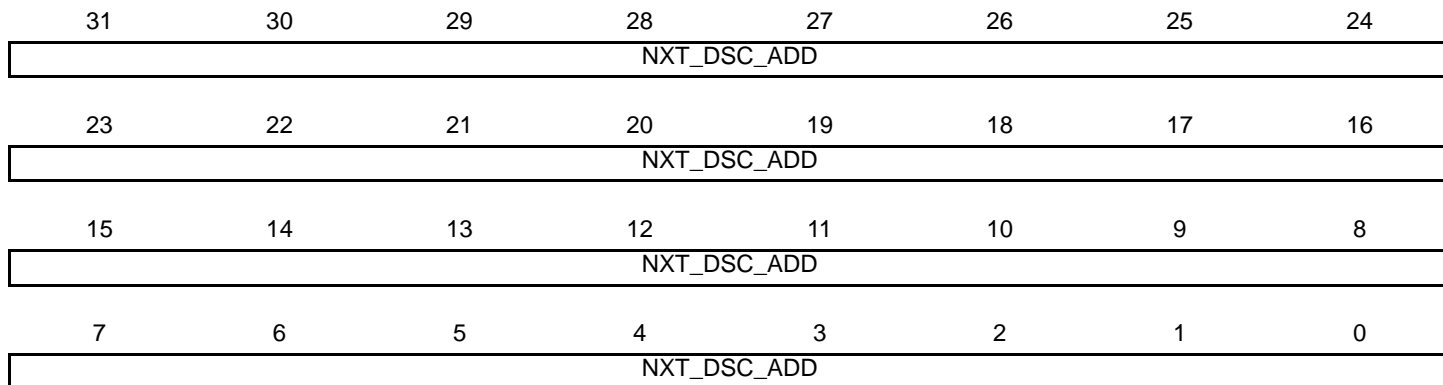 31 30 29 28 27 26 25 24
NXT_DSC_ADD
23 22 21 20 19 18 17 16
NXT_DSC_ADD
15 14 13 12 11 10 9 8
NXT_DSC_ADD
7 6 5 4 3 2 1 0
NXT_DSC_ADD